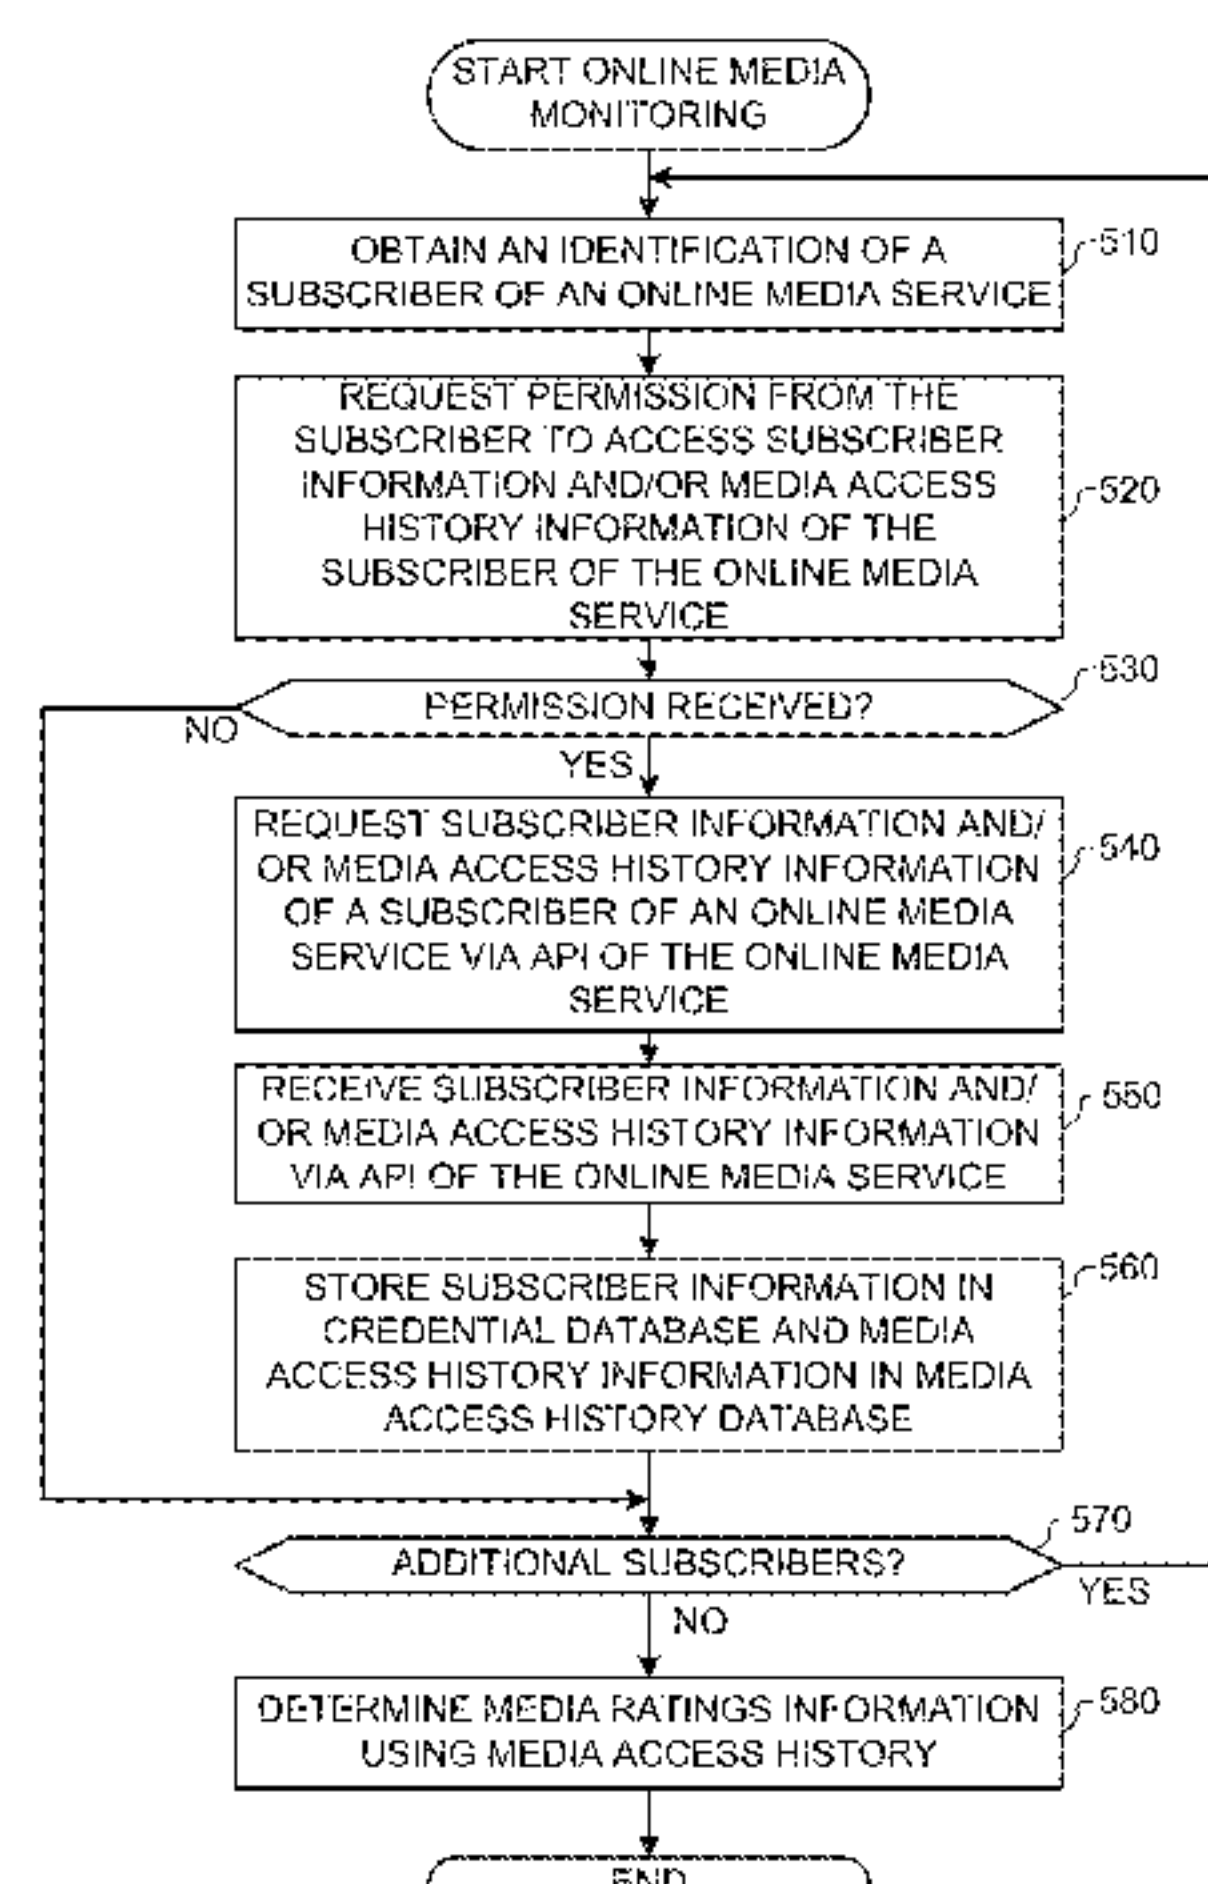 START ONLINE MEDIA
MONITORING
OBTAIN AN IDENTIFICATION OF A
SUBSCRIBER OF AN ONLINE MEDIA SERVICE
510
REQUEST PERMISSION FROM THE
SUBSCRIBER TO ACCESS SUBSCRIBER
INFORMATION AND/OR MEDIA ACCESS
HISTORY INFORMATION OF THE
SUBSCRIBER OF THE ONLINE MEDIA
SERVICE
520
PERMISSION RECEIVED?
530
NO
YES
REQUEST SUBSCRIBER INFORMATION AND/
OR MEDIA ACCESS HISTORY INFORMATION
OF A SUBSCRIBER OF AN ONLINE MEDIA
SERVICE VIA API OF THE ONLINE MEDIA
SERVICE
540
RECEIVE SUBSCRIBER INFORMATION AND/
OR MEDIA ACCESS HISTORY INFORMATION
VIA API OF THE ONLINE MEDIA SERVICE
550
STORE SUBSCRIBER INFORMATION IN
CREDENTIAL DATABASE AND MEDIA
ACCESS HISTORY INFORMATION IN MEDIA
ACCESS HISTORY DATABASE
560
ADDITIONAL SUBSCRIBERS?
570
YES
NO
DETERMINE MEDIA RATINGS INFORMATION
USING MEDIA ACCESS HISTORY
580
END